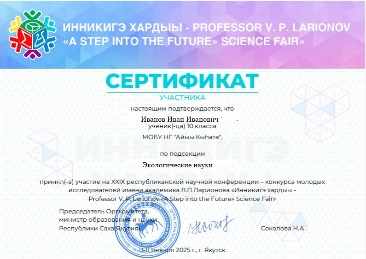 ИННИКИГЭ ХАРДЫЫ - PROFESSOR V. P. LARIONOV
«A STEP INTO THE FUTURE» SCIENCE FAIR»
СЕРТИФИКАТ
УЧАСТНИКА
настоящим подтверждается, что
Иванов Иван Иванович
ученик(-ца) 10 класса
МОБУ-НГ "Айыы Кыһата",
по подсекции
Экологические науки
принял(-а) участие на XXIX республиканской научной конференции - конкурса молодых
исследователей имени академика В.П.Ларионова «Инникигэ хардыы -
Professor V. P. Larionov «A Step into the Future» Science Fair»
Председатель Оргкомитета,
министр образования и науки
Республики Саха(Якутия)
Соколова Н.А.
января 2025 г., г. Якутск